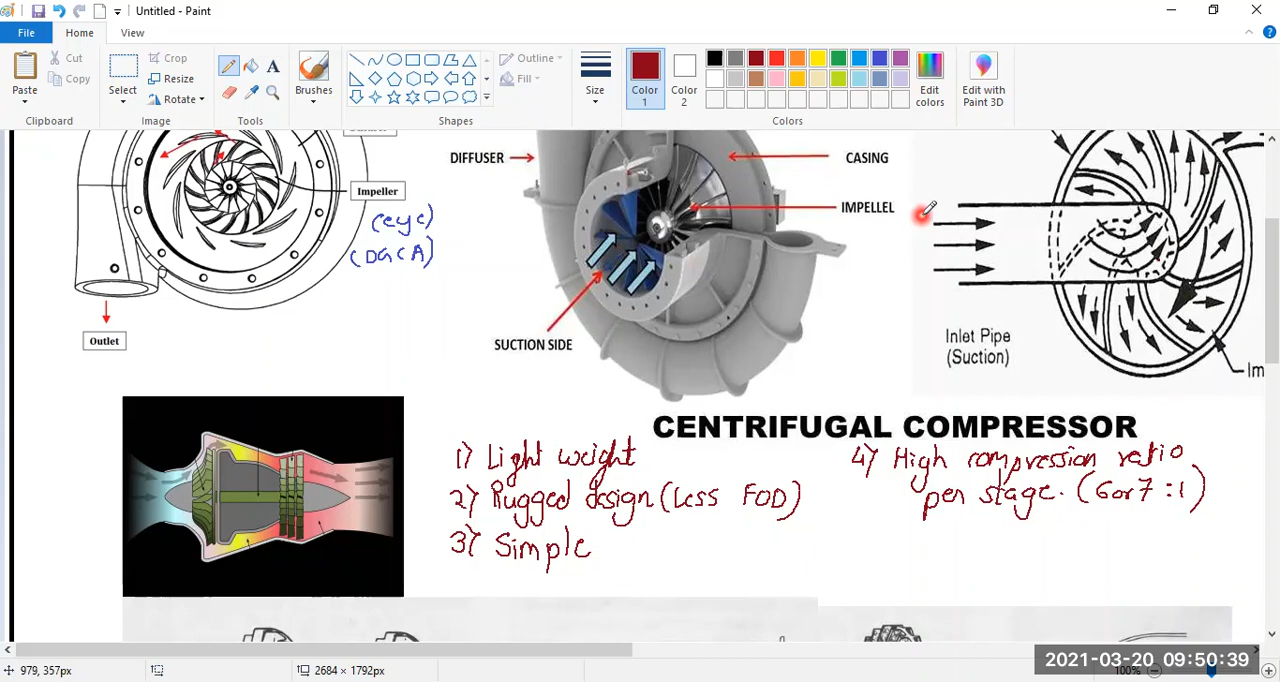 Untitled - Paint
File
Home
View
Paste
Cut
Copy
Clipboard
Select
Crop
Resize
Rotate
Image
A
Tools
Brushes
Shapes
Outline
Fill
Size
Color 1
Color 2
Edit colors
Edit with Paint 3D
Colors
DIFFUSER
CASING
IMPELLEL
SUCTION SIDE
Impeller
(eye)
(DGCA)
Outlet
Inlet Pipe
(Suction)
Im
CENTRIFUGAL COMPRESSOR
1) Light weight
2) Rugged design (Less FOD)
3) Simple
4) High compression ratio
per stage. (6 or 7 : 1)
979, 357px
2684 × 1792px
100%
2021-03-20 09:50:39